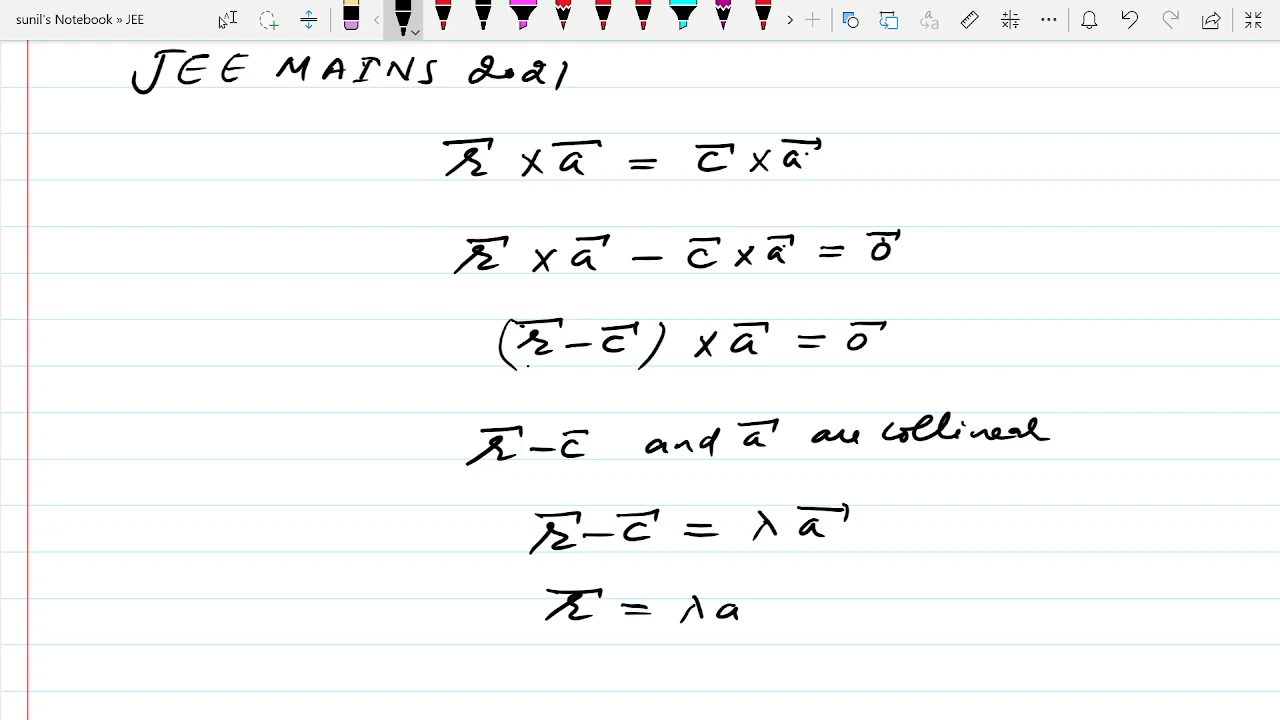 sunil's Notebook » JEE
JEE MAINS 2021
r⃗ × a⃗ = c⃗ × a⃗
r⃗ × a⃗ − c⃗ × a⃗ = 0⃗
(r⃗ − c⃗) × a⃗ = 0⃗
r⃗ − c⃗ and a⃗ are collinear
r⃗ − c⃗ = λ a⃗
r⃗ = λ a